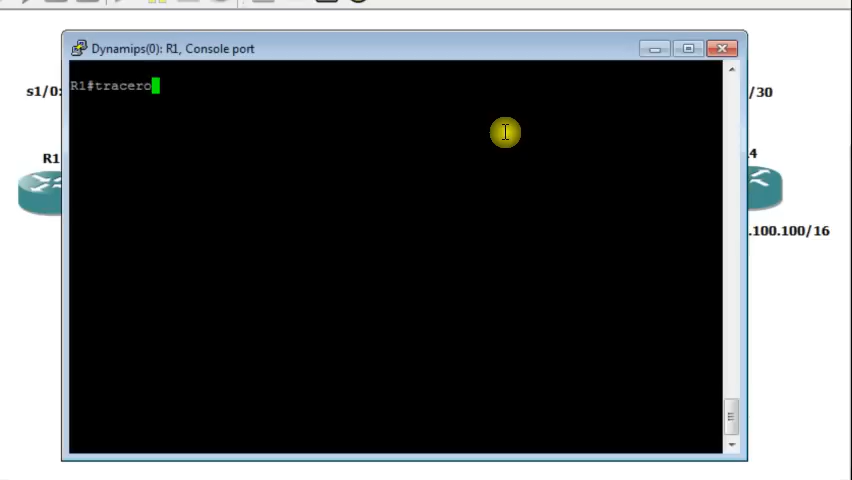 Dynamips(0): R1, Console port
R1#tracero
s1/0:
/30
R1
4
.100.100/16